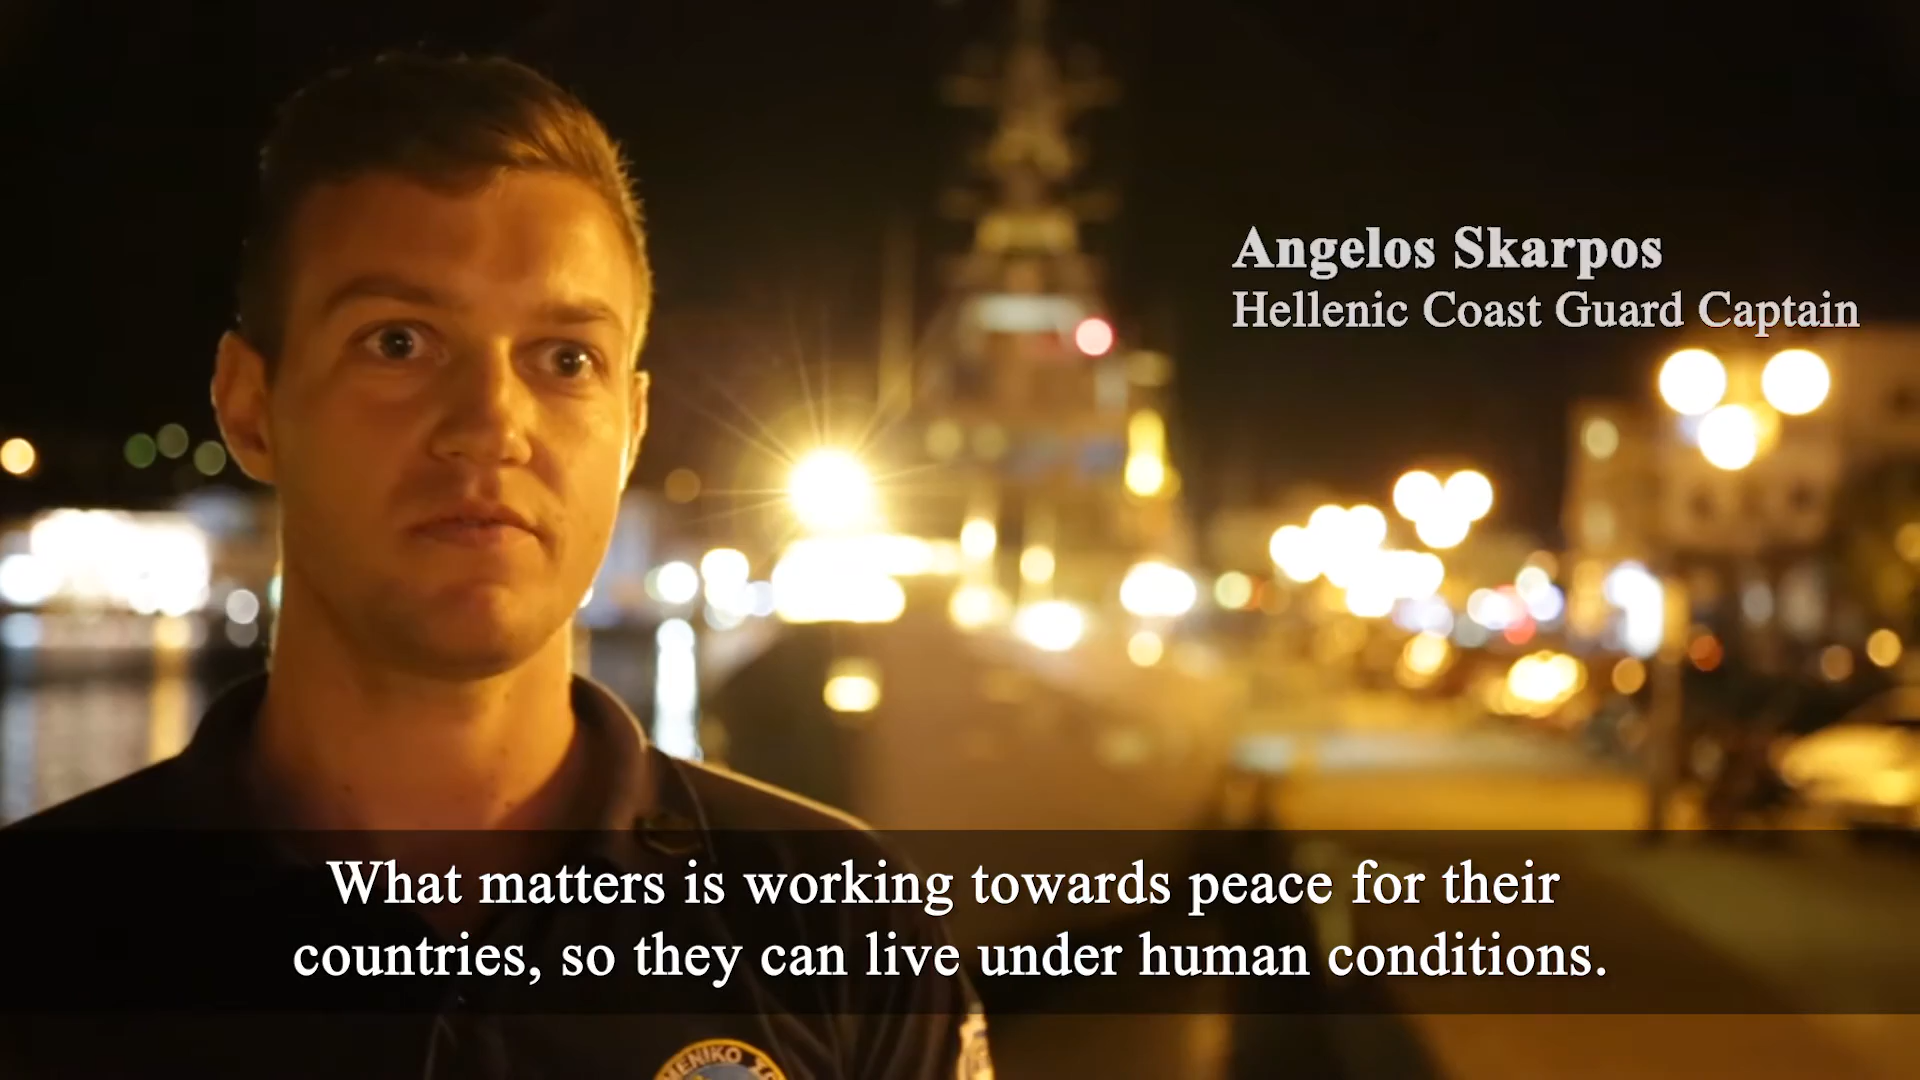 Angelos Skarpos
Hellenic Coast Guard Captain
What matters is working towards peace for their
countries, so they can live under human conditions.